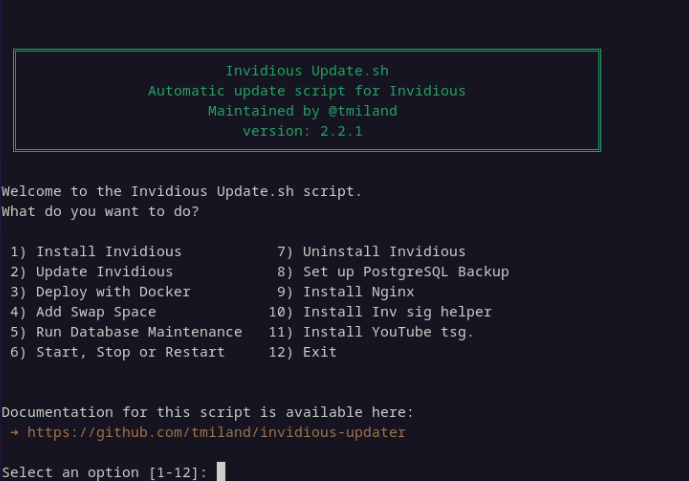 Invidious Update.sh
Automatic update script for Invidious
Maintained by @tmiland
version: 2.2.1
Welcome to the Invidious Update.sh script.
What do you want to do?
1) Install Invidious 7) Uninstall Invidious
2) Update Invidious 8) Set up PostgreSQL Backup
3) Deploy with Docker 9) Install Nginx
4) Add Swap Space 10) Install Inv sig helper
5) Run Database Maintenance 11) Install YouTube tsg.
6) Start, Stop or Restart 12) Exit
Documentation for this script is available here:
→ https://github.com/tmiland/invidious-updater
Select an option [1-12]: